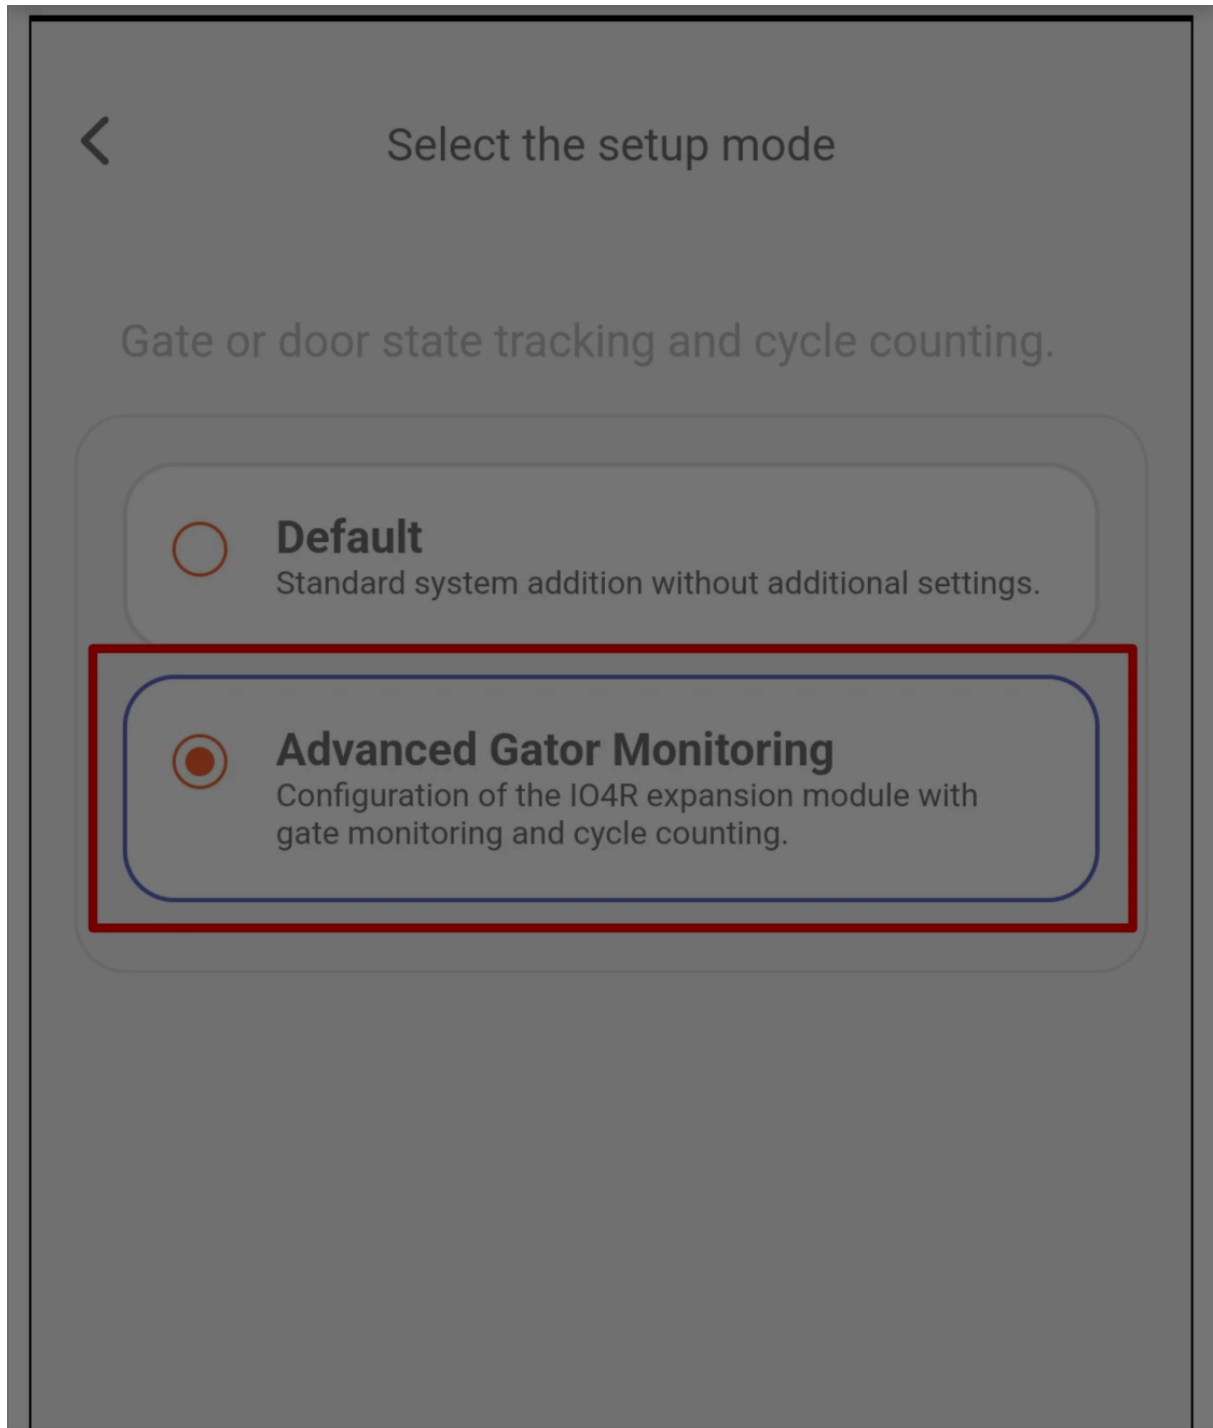 Select the setup mode
Gate or door state tracking and cycle counting.
Default
Standard system addition without additional settings.
Advanced Gator Monitoring
Configuration of the IO4R expansion module with
gate monitoring and cycle counting.